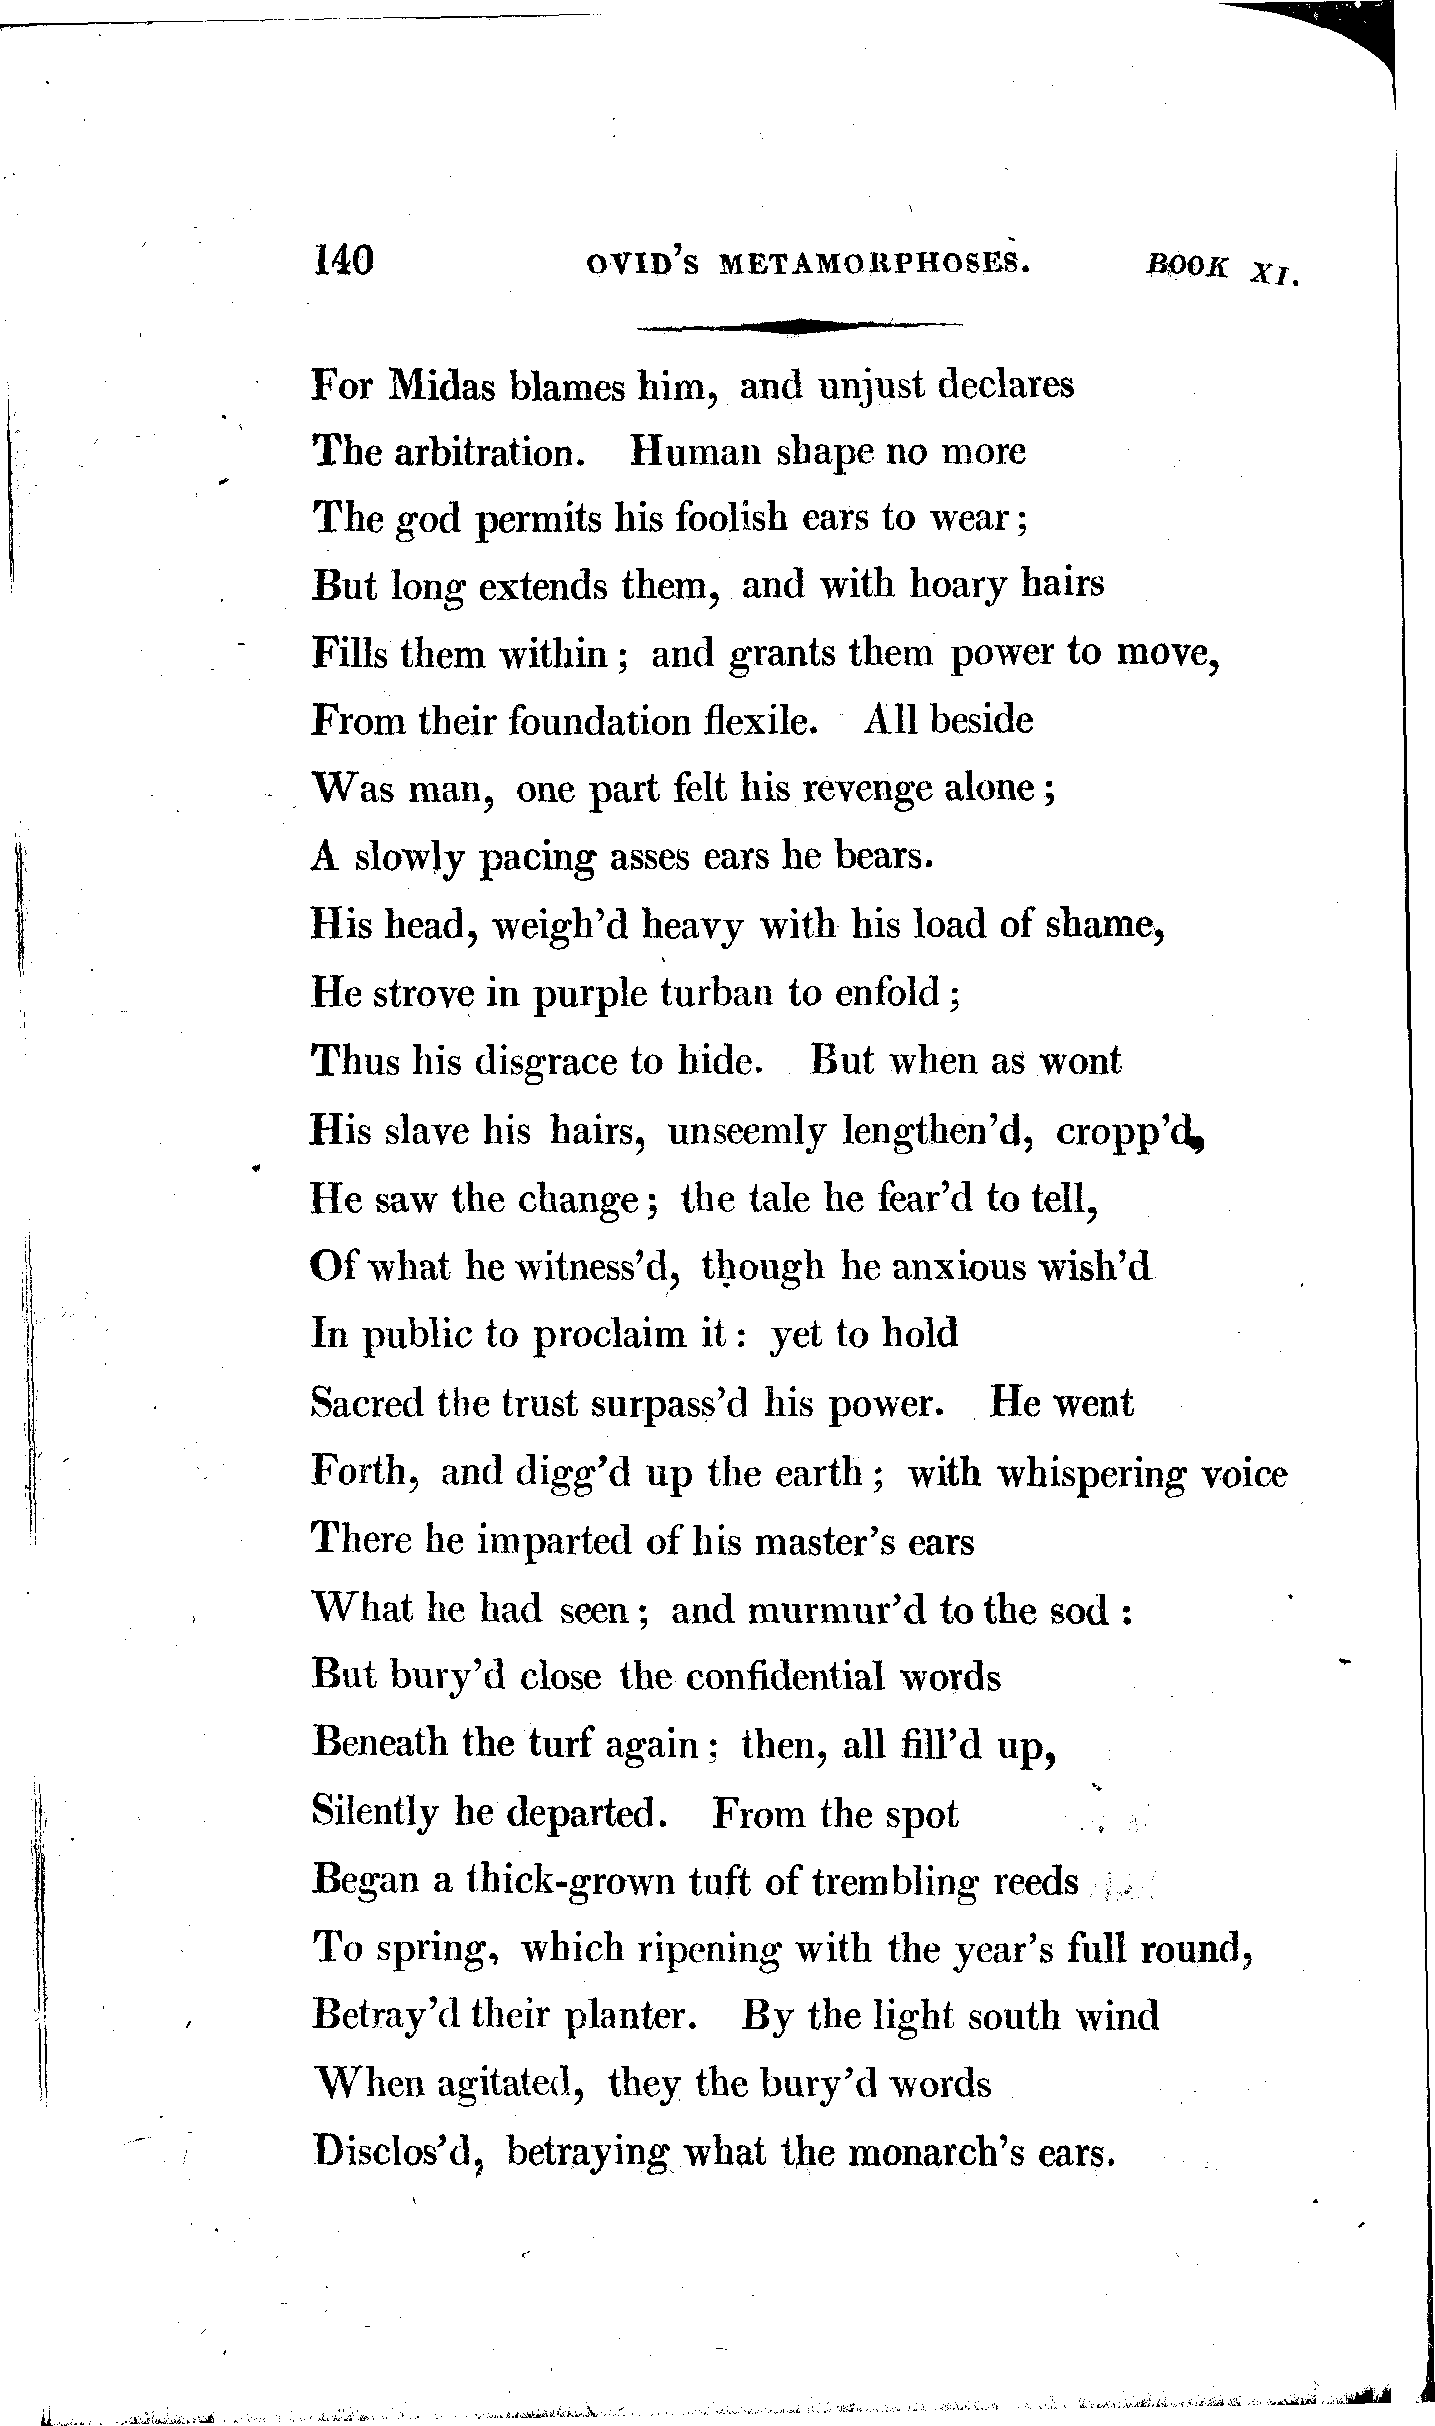 140 OVID'S METAMORPHOSES. BOOK XI.
For Midas blames him, and unjust declares
The arbitration. Human shape no more
The god permits his foolish ears to wear;
But long extends them, and with hoary hairs
Fills them within; and grants them power to move,
From their foundation flexile. All beside
Was man, one part felt his revenge alone;
A slowly pacing asses ears he bears.
His head, weigh'd heavy with his load of shame,
He strove in purple turban to enfold;
Thus his disgrace to hide. But when as wont
His slave his hairs, unseemly lengthen'd, cropp'd,
He saw the change; the tale he fear'd to tell,
Of what he witness'd, though he anxious wish'd
In public to proclaim it: yet to hold
Sacred the trust surpass'd his power. He went
Forth, and digg'd up the earth; with whispering voice
There he imparted of his master's ears
What he had seen; and murmur'd to the sod:
But bury'd close the confidential words
Beneath the turf again: then, all fill'd up,
Silently he departed. From the spot
Began a thick-grown tuft of trembling reeds
To spring, which ripening with the year's full round,
Betray'd their planter. By the light south wind
When agitated, they the bury'd words
Disclos'd, betraying what the monarch's ears.